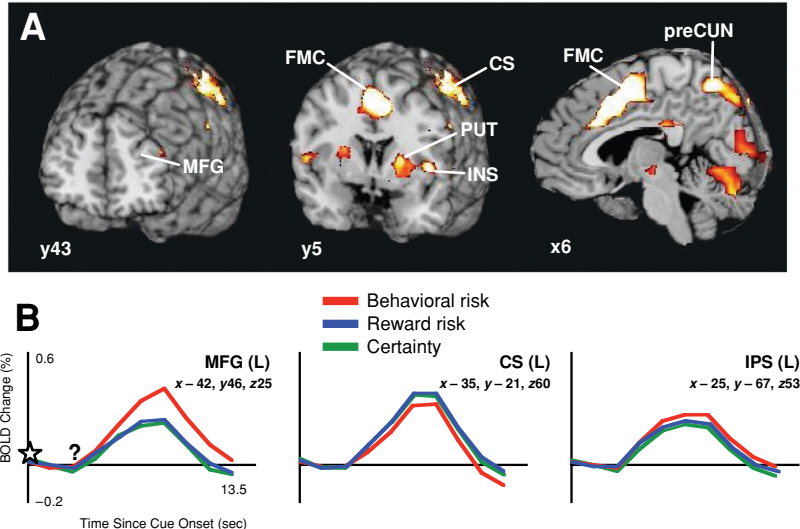 A
FMC
CS
PUT
INS
MFG
FMC
preCUN
y43
y5
x6
B
Behavioral risk
Reward risk
Certainty
BOLD Change (%)
0.6
–0.2
?
MFG (L)
x – 42, y46, z25
13.5
Time Since Cue Onset (sec)
CS (L)
x – 35, y – 21, z60
IPS (L)
x – 25, y – 67, z53